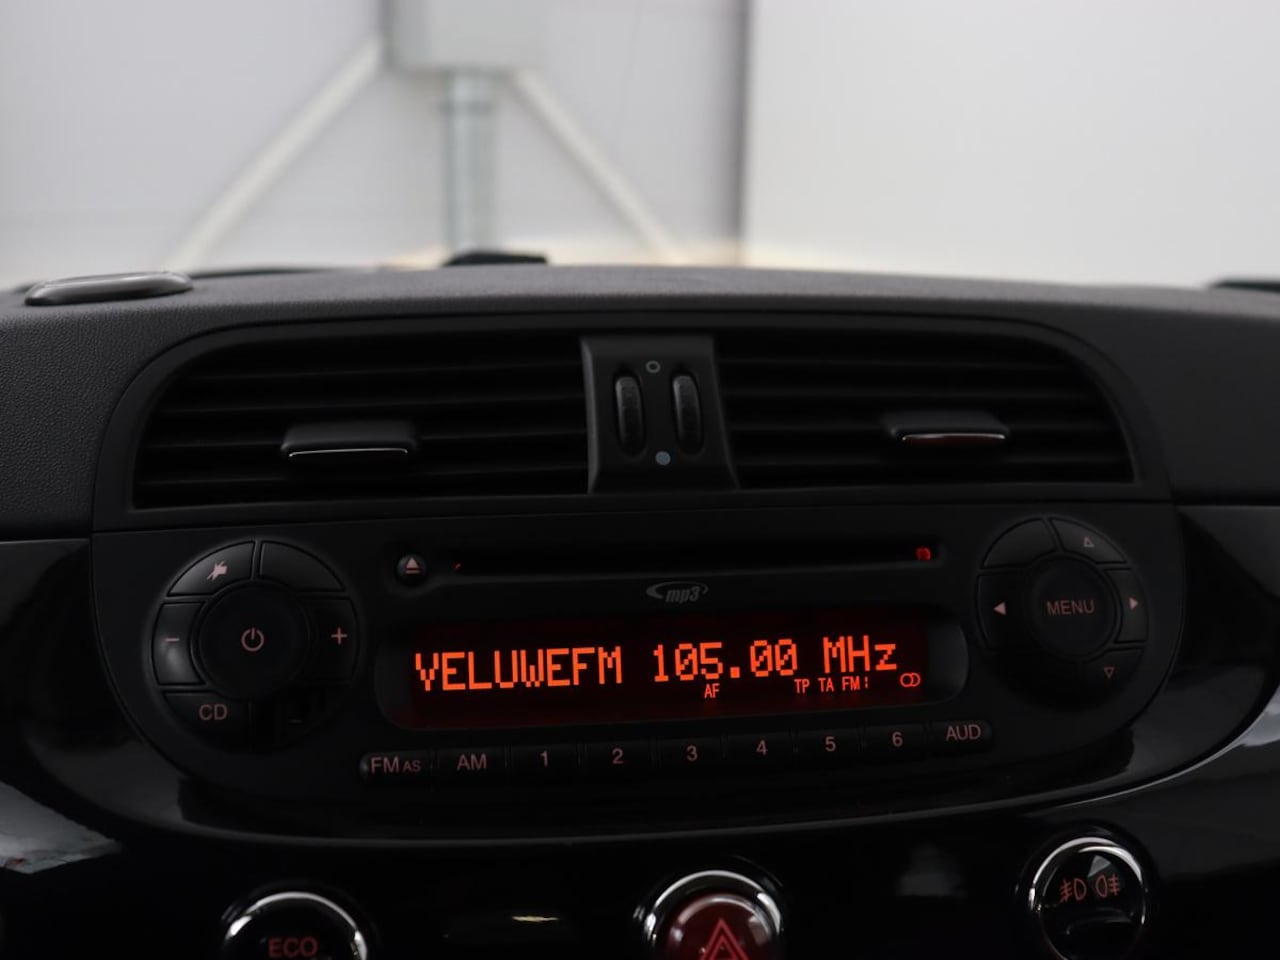 mp3
MENU
VELUWEFM 105.00 MHz
AF TP TA FM:
CD
FM AS AM 1 2 3 4 5 6 AUD
ECO